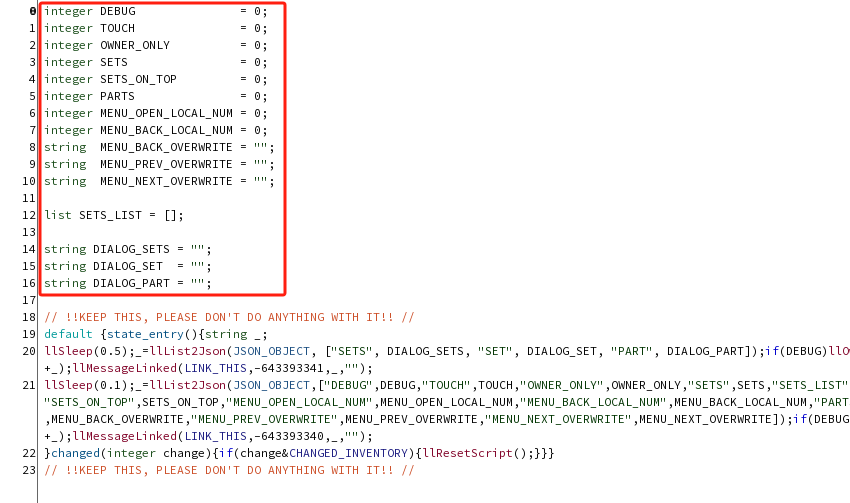 0 integer DEBUG               = 0;
1 integer TOUCH               = 0;
2 integer OWNER_ONLY          = 0;
3 integer SETS                = 0;
4 integer SETS_ON_TOP         = 0;
5 integer PARTS               = 0;
6 integer MENU_OPEN_LOCAL_NUM = 0;
7 integer MENU_BACK_LOCAL_NUM = 0;
8 string  MENU_BACK_OVERWRITE = "";
9 string  MENU_PREV_OVERWRITE = "";
10 string  MENU_NEXT_OVERWRITE = "";
11
12 list SETS_LIST = [];
13
14 string DIALOG_SETS = "";
15 string DIALOG_SET  = "";
16 string DIALOG_PART = "";
17
18 // !!KEEP THIS, PLEASE DON'T DO ANYTHING WITH IT!! //
19 default {state_entry(){string _;
20 llSleep(0.5);_=llList2Json(JSON_OBJECT, ["SETS", DIALOG_SETS, "SET", DIALOG_SET, "PART", DIALOG_PART]);if(DEBUG)llO
+_);llMessageLinked(LINK_THIS,-643393341,_,"");
21 llSleep(0.1);_=llList2Json(JSON_OBJECT,["DEBUG",DEBUG,"TOUCH",TOUCH,"OWNER_ONLY",OWNER_ONLY,"SETS",SETS,"SETS_LIST"
"SETS_ON_TOP",SETS_ON_TOP,"MENU_OPEN_LOCAL_NUM",MENU_OPEN_LOCAL_NUM,"MENU_BACK_LOCAL_NUM",MENU_BACK_LOCAL_NUM,"PART
,MENU_BACK_OVERWRITE,"MENU_PREV_OVERWRITE",MENU_PREV_OVERWRITE,"MENU_NEXT_OVERWRITE",MENU_NEXT_OVERWRITE]);if(DEBUG
+_);llMessageLinked(LINK_THIS,-643393340,_,"");
22 }changed(integer change){if(change&CHANGED_INVENTORY){llResetScript();}}}
23 // !!KEEP THIS, PLEASE DON'T DO ANYTHING WITH IT!! //